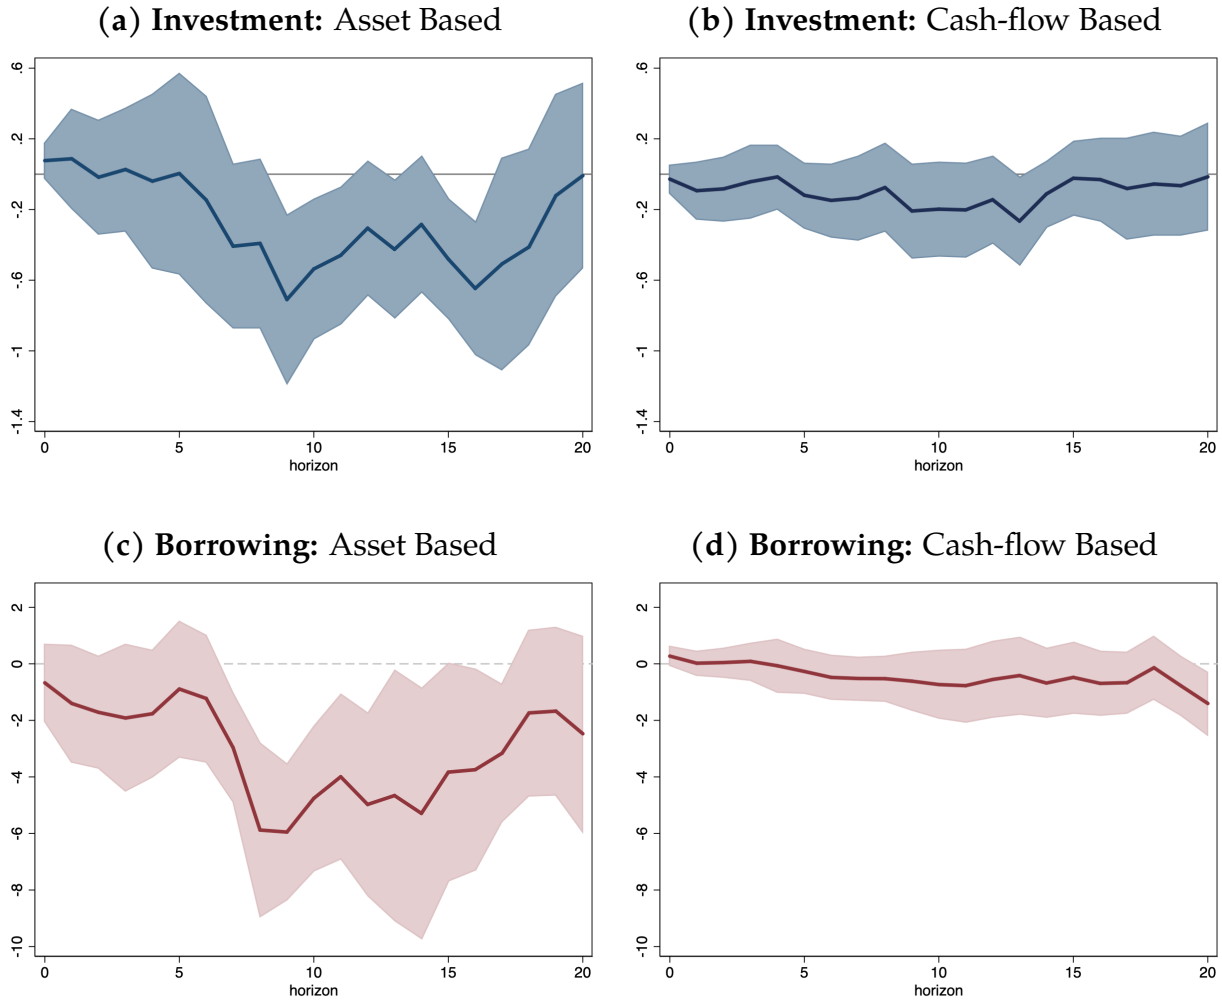 (a) Investment: Asset Based
.6
.2
-.2
-.6
-1
-1.4
0 5 10 15 20
horizon
(b) Investment: Cash-flow Based
.6
.2
-.2
-.6
-1
-1.4
0 5 10 15 20
horizon
(c) Borrowing: Asset Based
2
0
-2
-4
-6
-8
-10
0 5 10 15 20
horizon
(d) Borrowing: Cash-flow Based
2
0
-2
-4
-6
-8
-10
0 5 10 15 20
horizon